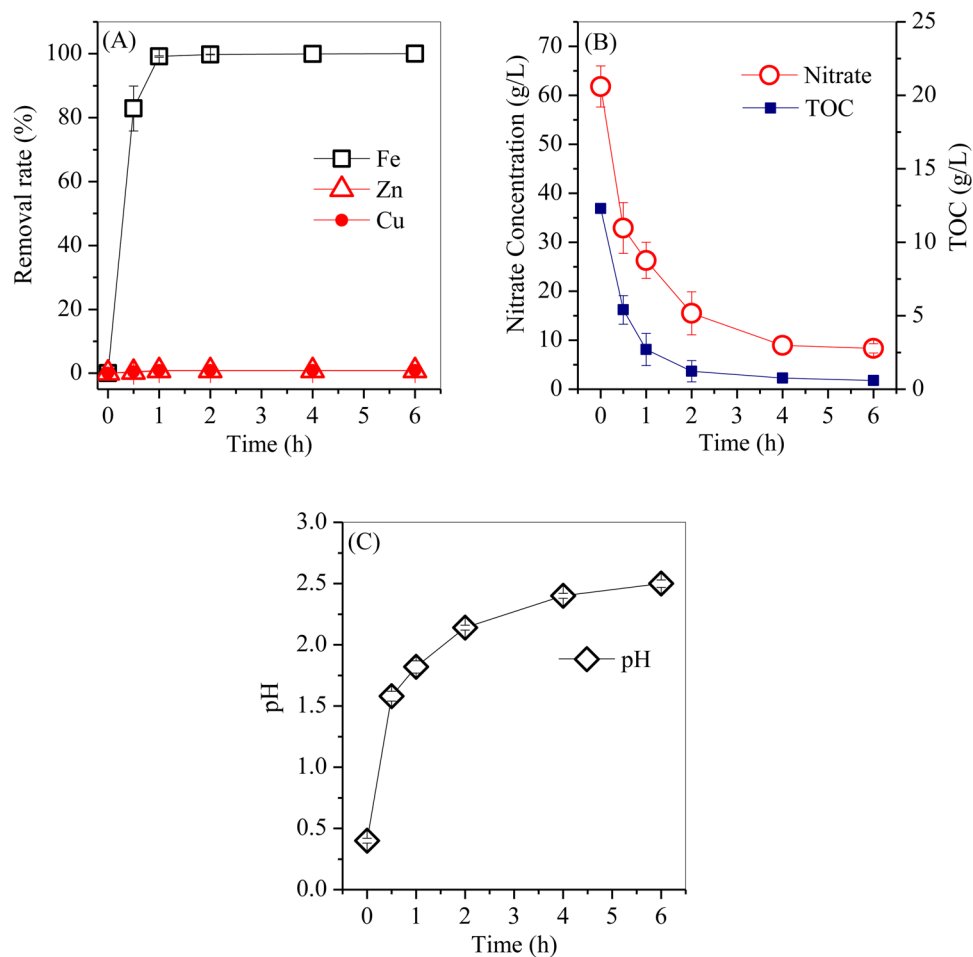 (A)
Removal rate (%)
100
80
60
40
20
0
Fe
Zn
Cu
0 1 2 3 4 5 6
Time (h)
(B)
Nitrate Concentration (g/L)
70
60
50
40
30
20
10
0
Nitrate
TOC
25
20
15
10
5
0
TOC (g/L)
0 1 2 3 4 5 6
Time (h)
(C)
pH
3.0
2.5
2.0
1.5
1.0
0.5
0.0
pH
0 1 2 3 4 5 6
Time (h)